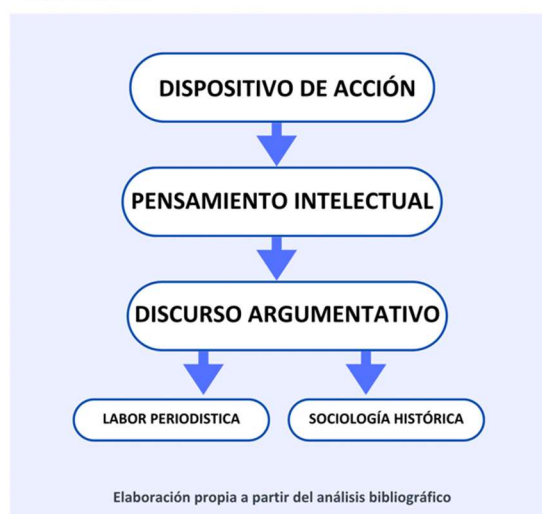 DISPOSITIVO DE ACCIÓN
PENSAMIENTO INTELECTUAL
DISCURSO ARGUMENTATIVO
LABOR PERIODISTICA
SOCIOLOGÍA HISTÓRICA
Elaboración propia a partir del análisis bibliográfico